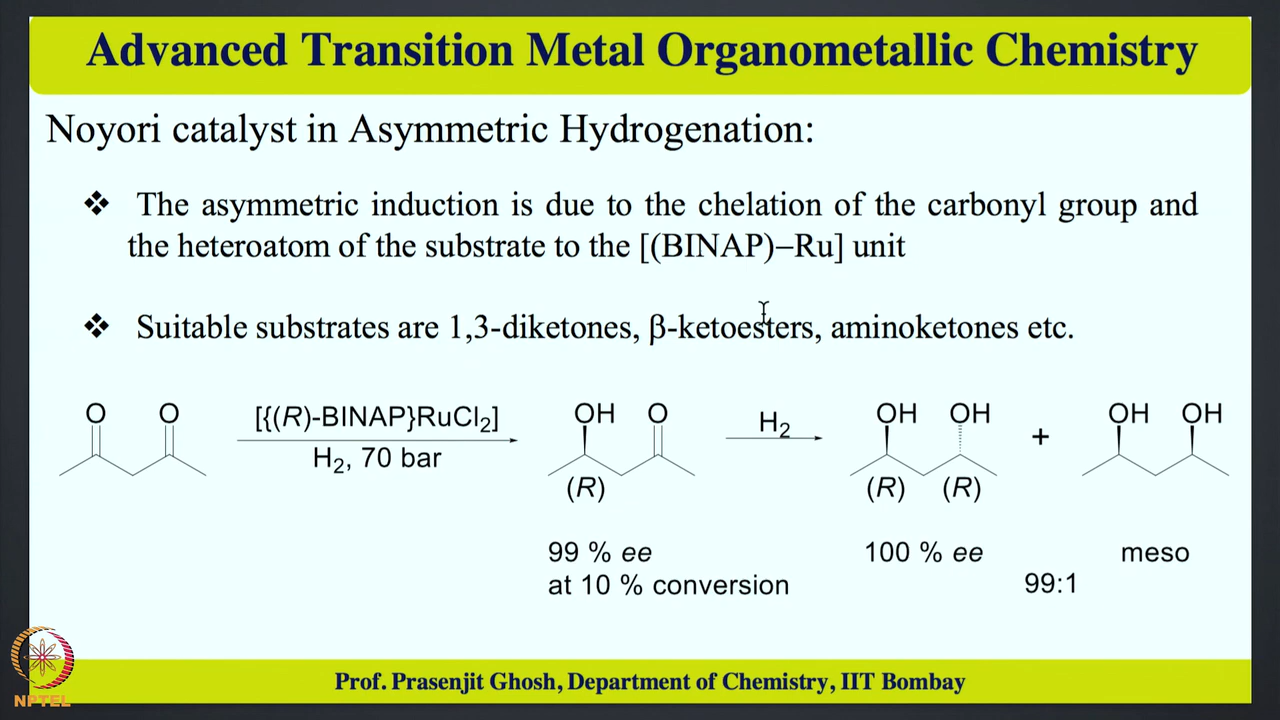 Advanced Transition Metal Organometallic Chemistry
Noyori catalyst in Asymmetric Hydrogenation:
❖ The asymmetric induction is due to the chelation of the carbonyl group and
the heteroatom of the substrate to the [(BINAP)−Ru] unit
❖ Suitable substrates are 1,3-diketones, β-ketoesters, aminoketones etc.
O O [{(R)-BINAP}RuCl₂] OH O H₂ OH OH + OH OH
H₂, 70 bar
(R) (R) (R)
99 % ee 100 % ee meso
at 10 % conversion 99:1
NPTEL
Prof. Prasenjit Ghosh, Department of Chemistry, IIT Bombay